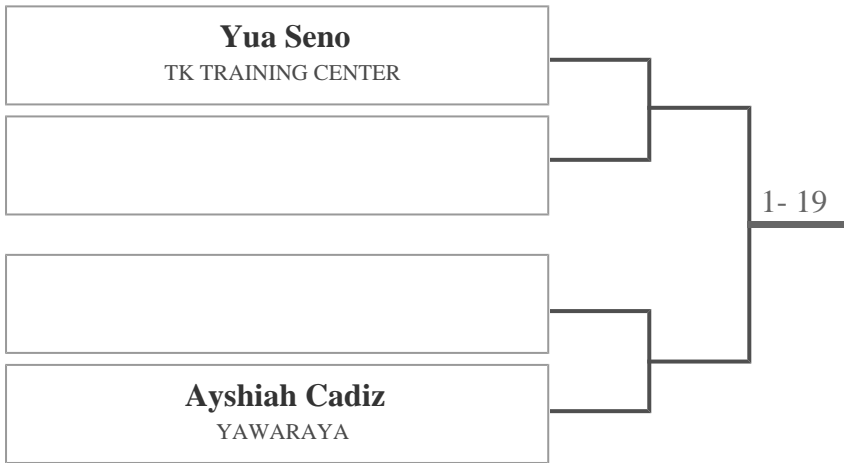 Yua Seno
TK TRAINING CENTER
1- 19
Ayshiah Cadiz
YAWARAYA